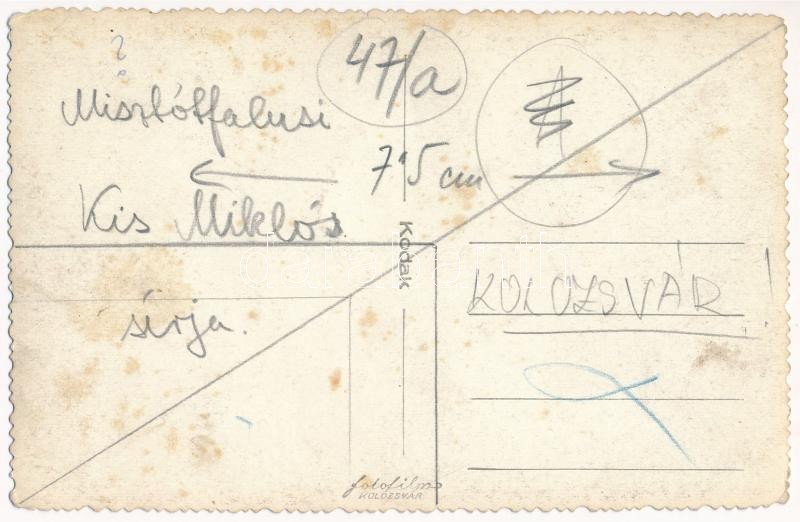 ?
Misztótfalusi
Kis Miklós
sírja.
47/a
7'5 cm
Kodak
KOLOZSVÁR!
fotofilm
KOLOZSVÁR